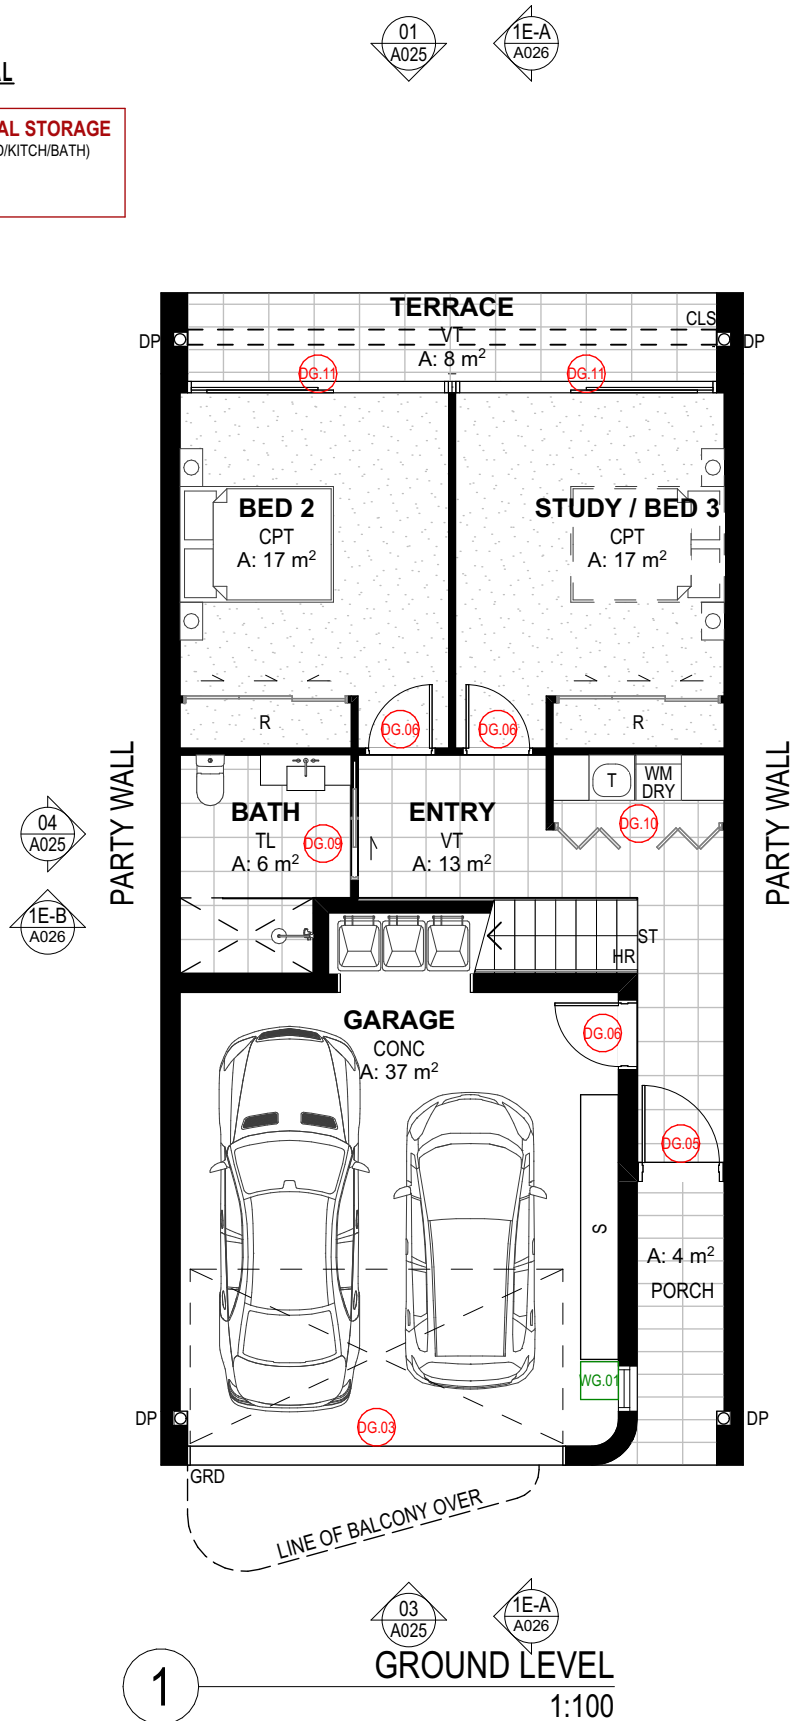 01
A025
1E-A
A026
AL
AL STORAGE
D/KITCH/BATH)
TERRACE
VT
A: 8 m²
CLS
DP
DP
DG.11
DG.11
BED 2
CPT
A: 17 m²
STUDY / BED 3
CPT
A: 17 m²
R
R
DG.06
DG.06
PARTY WALL
PARTY WALL
04
A025
1E-B
A026
BATH
TL
A: 6 m²
DG.09
ENTRY
VT
A: 13 m²
T
WM
DRY
DG.10
ST
HR
GARAGE
CONC
A: 37 m²
DG.06
DG.05
S
A: 4 m²
PORCH
WG.01
DP
DP
DG.03
GRD
LINE OF BALCONY OVER
03
A025
1E-A
A026
1
GROUND LEVEL
1:100